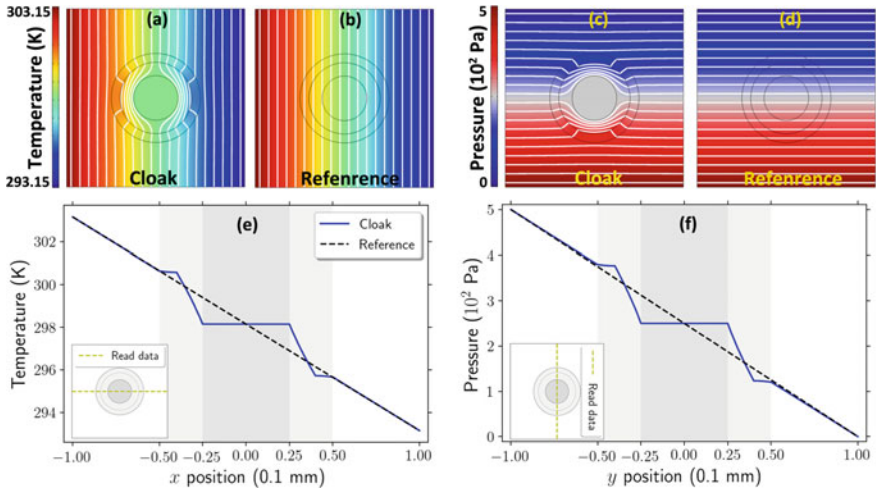 303.15
Temperature (K)
293.15
(a)
Cloak
(b)
Refenrence
5
Pressure (10² Pa)
0
(c)
Cloak
(d)
Refenrence
(e)
Cloak
Reference
Temperature (K)
302
300
298
296
294
Read data
−1.00 −0.50 −0.25 0.00 0.25 0.50 1.00
x position (0.1 mm)
(f)
Pressure (10² Pa)
5
4
3
2
1
0
Read data
−1.00 −0.50 −0.25 0.00 0.25 0.50 1.00
y position (0.1 mm)